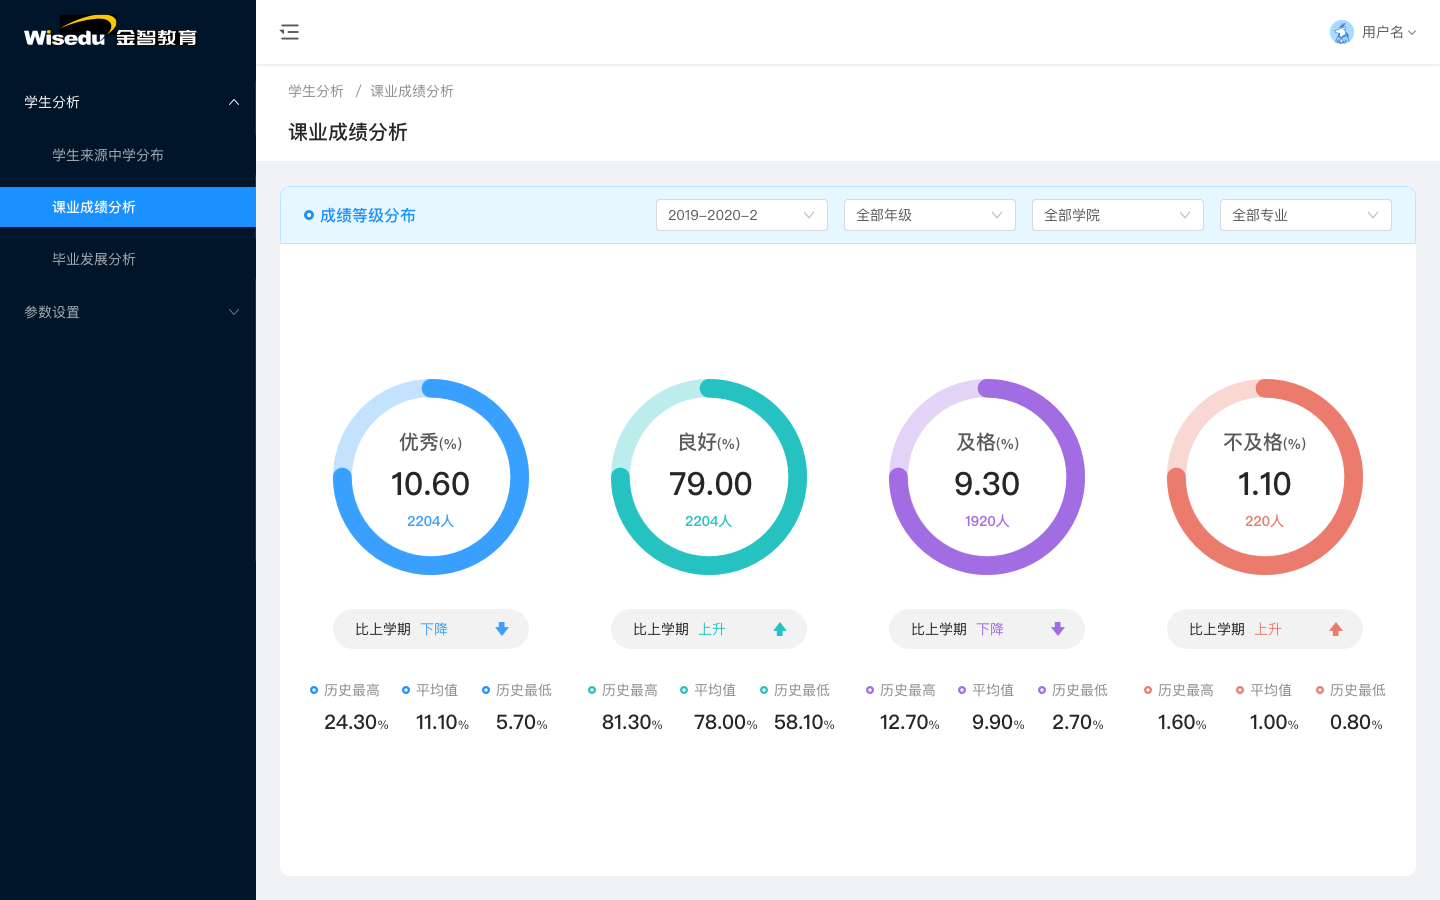 Wisedu 金智教育
用户名
学生分析
学生来源中学分布
课业成绩分析
毕业发展分析
参数设置
学生分析 / 课业成绩分析
课业成绩分析
成绩等级分布 2019-2020-2 全部年级 全部学院 全部专业
优秀(%) 良好(%) 及格(%) 不及格(%)
10.60 79.00 9.30 1.10
2204人 2204人 1920人 220人
比上学期 下降 比上学期 上升 比上学期 下降 比上学期 上升
历史最高 平均值 历史最低 历史最高 平均值 历史最低 历史最高 平均值 历史最低 历史最高 平均值 历史最低
24.30% 11.10% 5.70% 81.30% 78.00% 58.10% 12.70% 9.90% 2.70% 1.60% 1.00% 0.80%